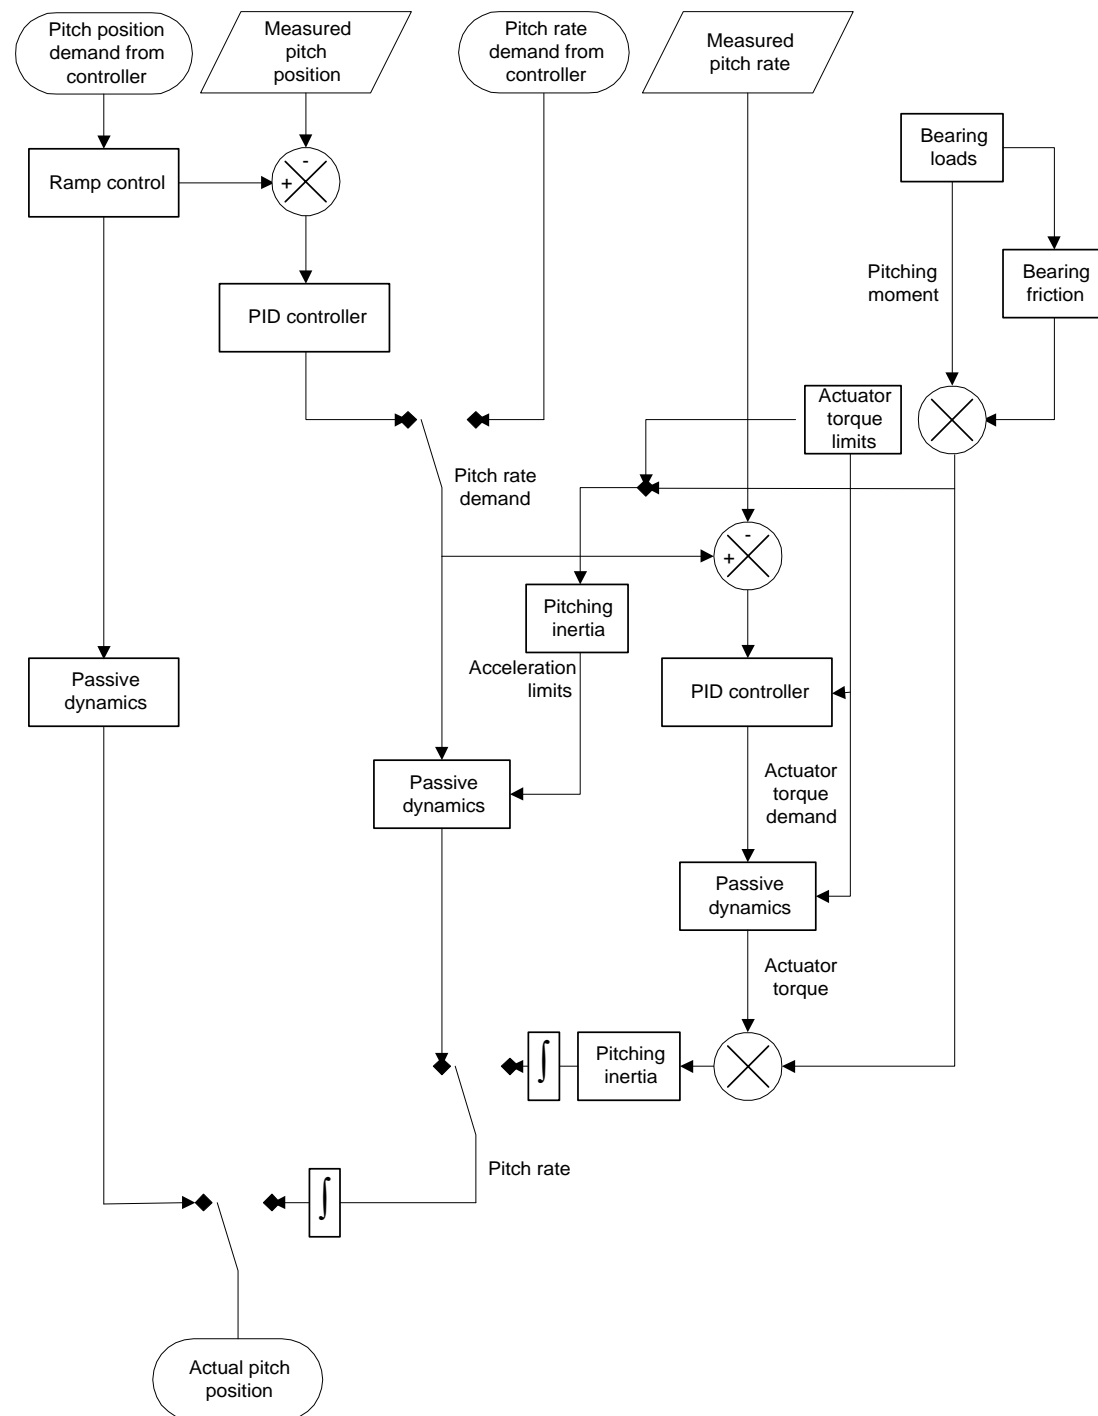 Pitch position
demand from
controller
Measured
pitch
position
Pitch rate
demand from
controller
Measured
pitch rate
Bearing
loads
Ramp control
-
+
Pitching
moment
Bearing
friction
PID controller
Actuator
torque
limits
Pitch rate
demand
-
+
Pitching
inertia
Acceleration
limits
Passive
dynamics
PID controller
Passive
dynamics
Actuator
torque
demand
Passive
dynamics
Actuator
torque
∫
Pitching
inertia
Pitch rate
∫
Actual pitch
position